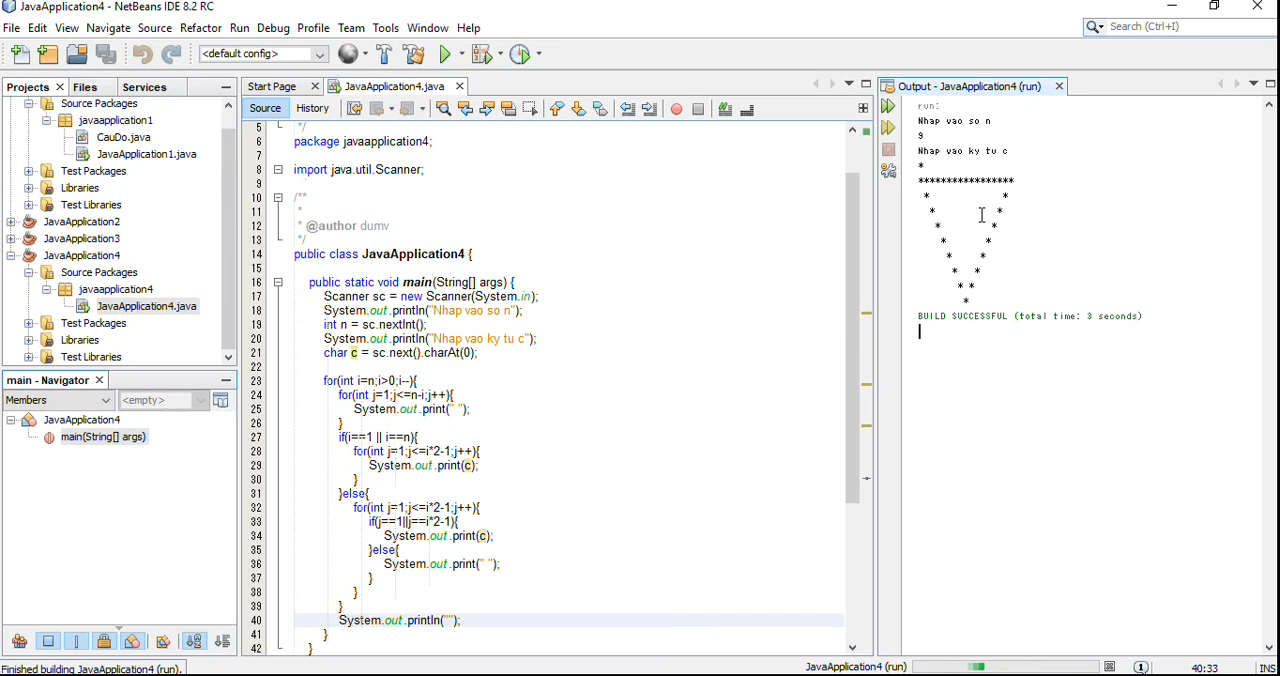 JavaApplication4 - NetBeans IDE 8.2 RC
File Edit View Navigate Source Refactor Run Debug Profile Team Tools Window Help
Search (Ctrl+I)
<default config>
Projects Files Services
Source Packages
javaapplication1
CauDo.java
JavaApplication1.java
Test Packages
Libraries
Test Libraries
JavaApplication2
JavaApplication3
JavaApplication4
Source Packages
javaapplication4
JavaApplication4.java
Test Packages
Libraries
Test Libraries
main - Navigator
Members <empty>
JavaApplication4
main(String[] args)
Start Page JavaApplication4.java
Source History
5 */
6 package javaapplication4;
7
8 import java.util.Scanner;
9
10 /**
11 *
12 * @author dumv
13 */
14 public class JavaApplication4 {
15
16 public static void main(String[] args) {
17 Scanner sc = new Scanner(System.in);
18 System.out.println("Nhap vao so n");
19 int n = sc.nextInt();
20 System.out.println("Nhap vao ky tu c");
21 char c = sc.next().charAt(0);
22
23 for(int i=n;i>0;i--){
24 for(int j=1;j<=n-i;j++){
25 System.out.print(" ");
26 }
27 if(i==1 || i==n){
28 for(int j=1;j<=i*2-1;j++){
29 System.out.print(c);
30 }
31 }else{
32 for(int j=1;j<=i*2-1;j++){
33 if(j==1||j==i*2-1){
34 System.out.print(c);
35 }else{
36 System.out.print(" ");
37 }
38 }
39 }
40 System.out.println("");
41 }
42 }
Output - JavaApplication4 (run)
run:
Nhap vao so n
9
Nhap vao ky tu c
*
*****************
 *             *
  *           *
   *         *
    *       *
     *     *
      *   *
       * *
        *
BUILD SUCCESSFUL (total time: 3 seconds)
Finished building JavaApplication4 (run).
JavaApplication4 (run)
1
40:33
INS